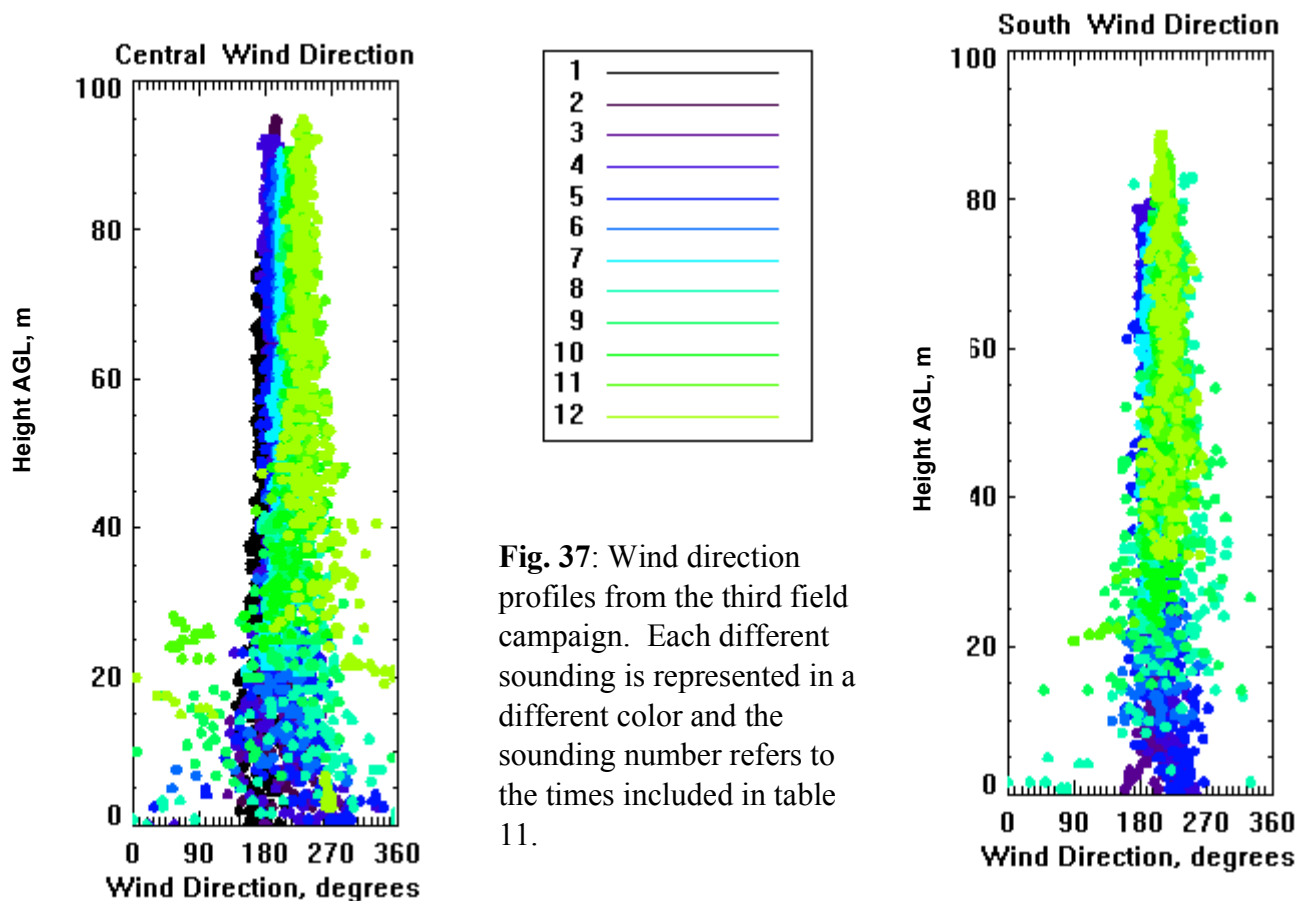 Central Wind Direction
Height AGL, m
100
80
60
40
20
0
0 90 180 270 360
Wind Direction, degrees
1
2
3
4
5
6
7
8
9
10
11
12
Fig. 37: Wind direction
profiles from the third field
campaign. Each different
sounding is represented in a
different color and the
sounding number refers to
the times included in table
11.
South Wind Direction
Height AGL, m
100
80
60
40
20
0
0 90 180 270 360
Wind Direction, degrees